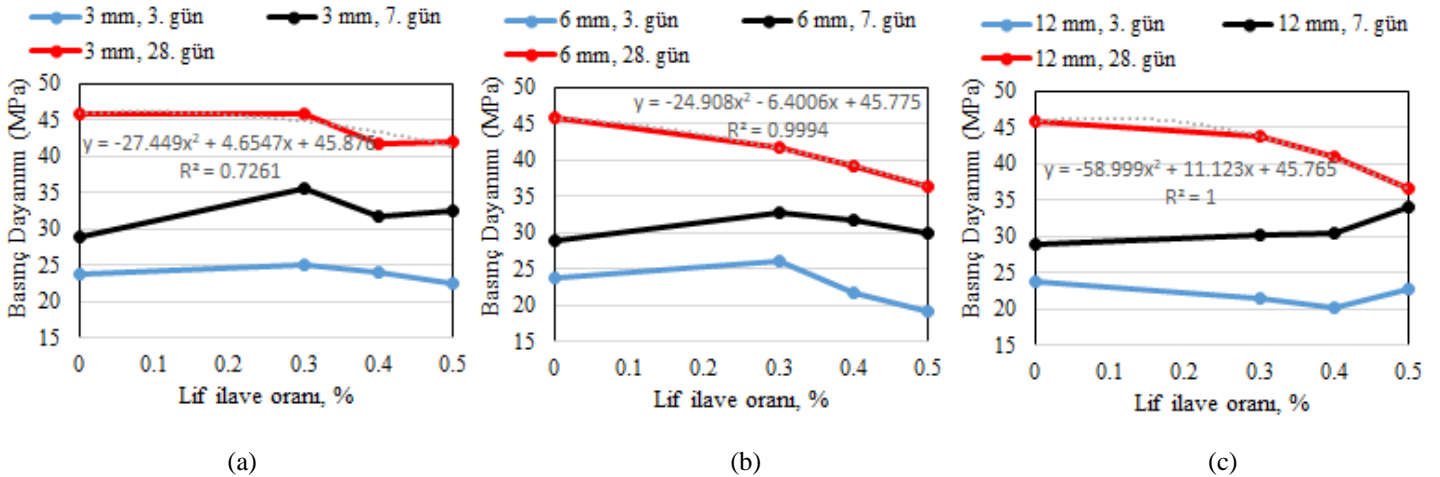 3 mm, 3. gün
3 mm, 7. gün
3 mm, 28. gün
Basınç Dayanımı (MPa)
50
45
40
35
30
25
20
15
y = -27.449x² + 4.6547x + 45.876
R² = 0.7261
0 0.1 0.2 0.3 0.4 0.5
Lif ilave oranı, %
(a)
6 mm, 3. gün
6 mm, 7. gün
6 mm, 28. gün
Basınç Dayanımı (MPa)
50
45
40
35
30
25
20
15
y = -24.908x² - 6.4006x + 45.775
R² = 0.9994
0 0.1 0.2 0.3 0.4 0.5
Lif ilave oranı, %
(b)
12 mm, 3. gün
12 mm, 7. gün
12 mm, 28. gün
Basınç Dayanımı (MPa)
50
45
40
35
30
25
20
15
y = -58.999x² + 11.123x + 45.765
R² = 1
0 0.1 0.2 0.3 0.4 0.5
Lif ilave oranı, %
(c)